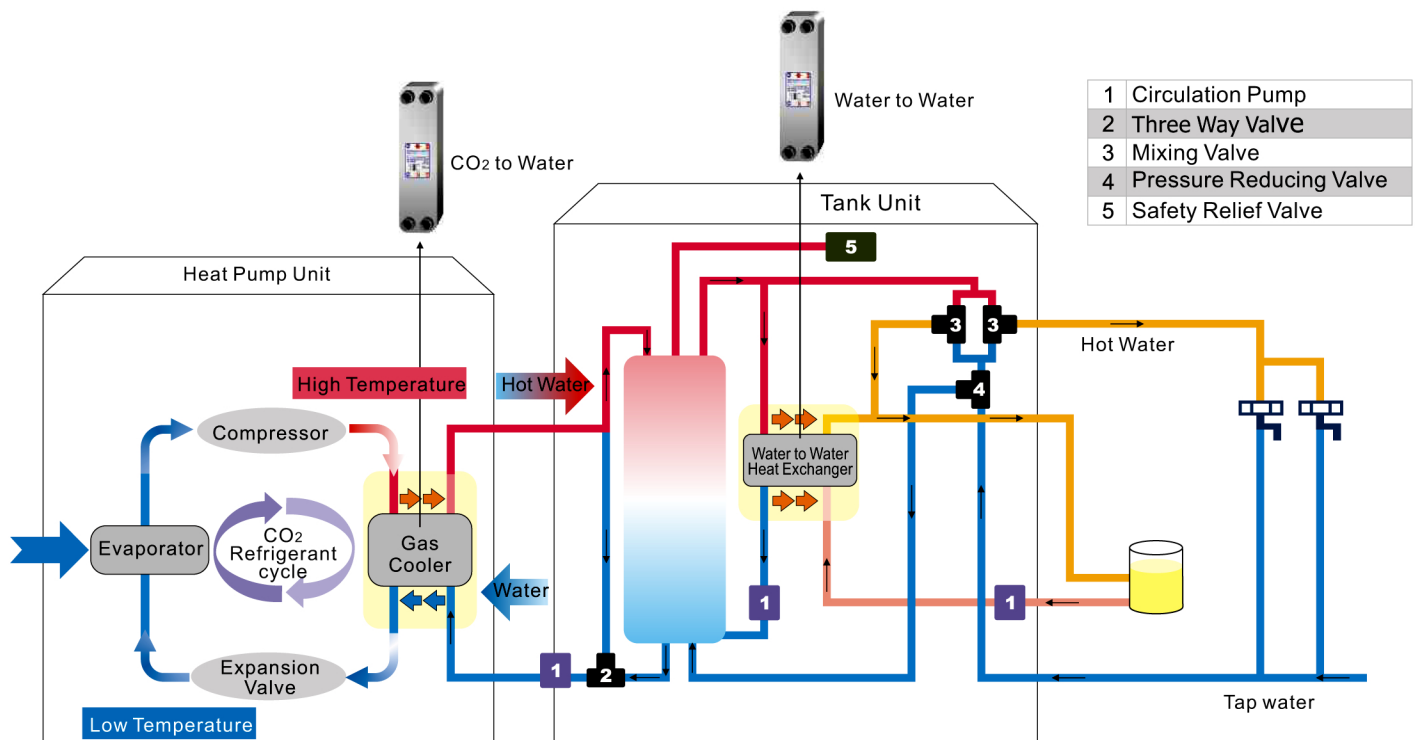 Water to Water
CO2 to Water
1 Circulation Pump
2 Three Way Valve
3 Mixing Valve
4 Pressure Reducing Valve
5 Safety Relief Valve
Tank Unit
Heat Pump Unit
5
3
3
Hot Water
High Temperature
Hot Water
4
Compressor
Water to Water
Heat Exchanger
Evaporator
CO2
Refrigerant
cycle
Gas
Cooler
Water
1
1
Expansion
Valve
1
2
Tap water
Low Temperature